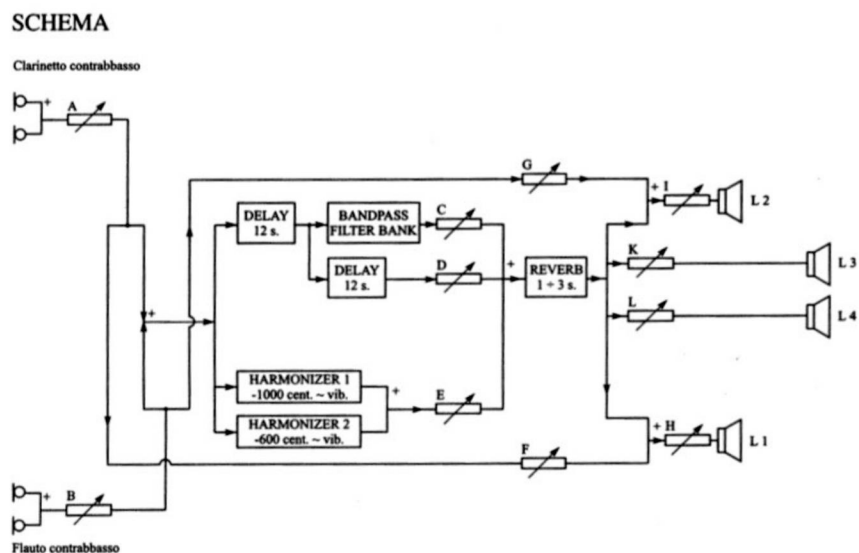 SCHEMA
Clarinetto contrabbasso
+
A
G
+ I
L 2
DELAY
12 s.
BANDPASS
FILTER BANK
C
K
L 3
DELAY
12 s.
D
+
REVERB
1 ÷ 3 s.
+
L
L 4
HARMONIZER 1
-1000 cent. ~ vib.
+
E
HARMONIZER 2
-600 cent. ~ vib.
F
+ H
L 1
+
B
Flauto contrabbasso